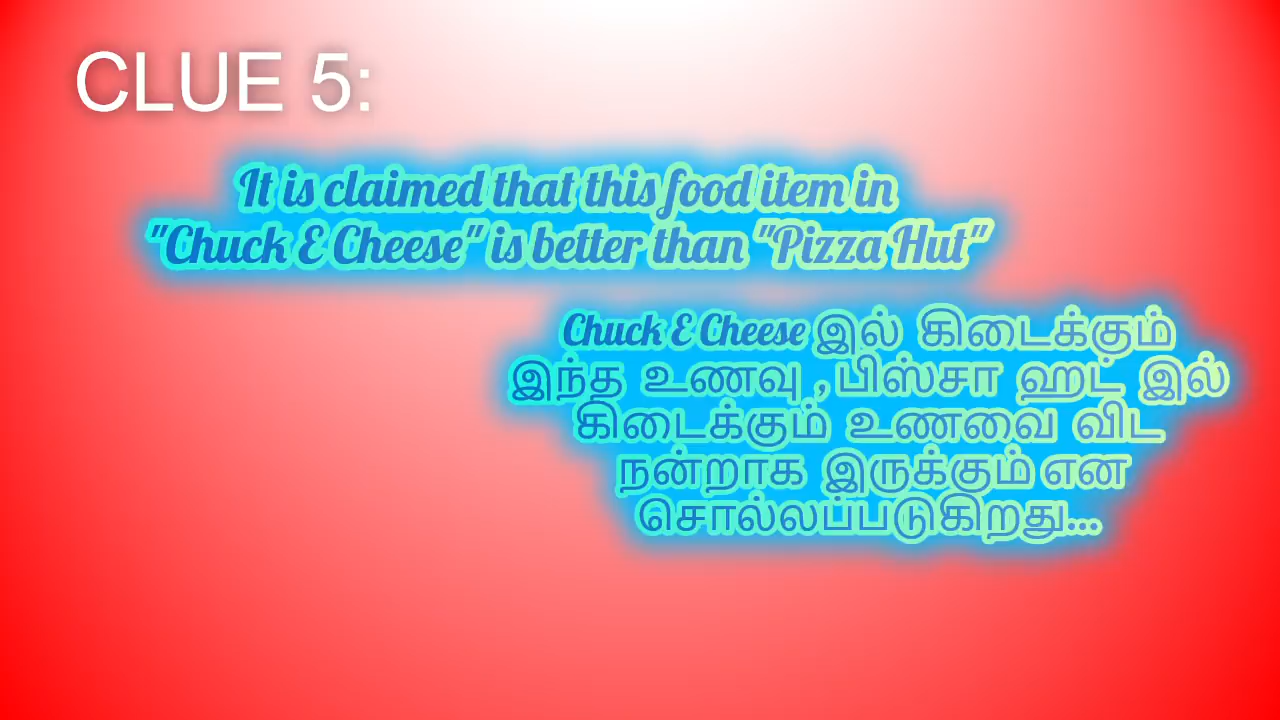 CLUE 5:
It is claimed that this food item in
"Chuck E Cheese" is better than "Pizza Hut"
Chuck E Cheese இல் கிடைக்கும்
இந்த உணவு , பிஸ்சா ஹட் இல்
கிடைக்கும் உணவை விட
நன்றாக இருக்கும் என
சொல்லப்படுகிறது...